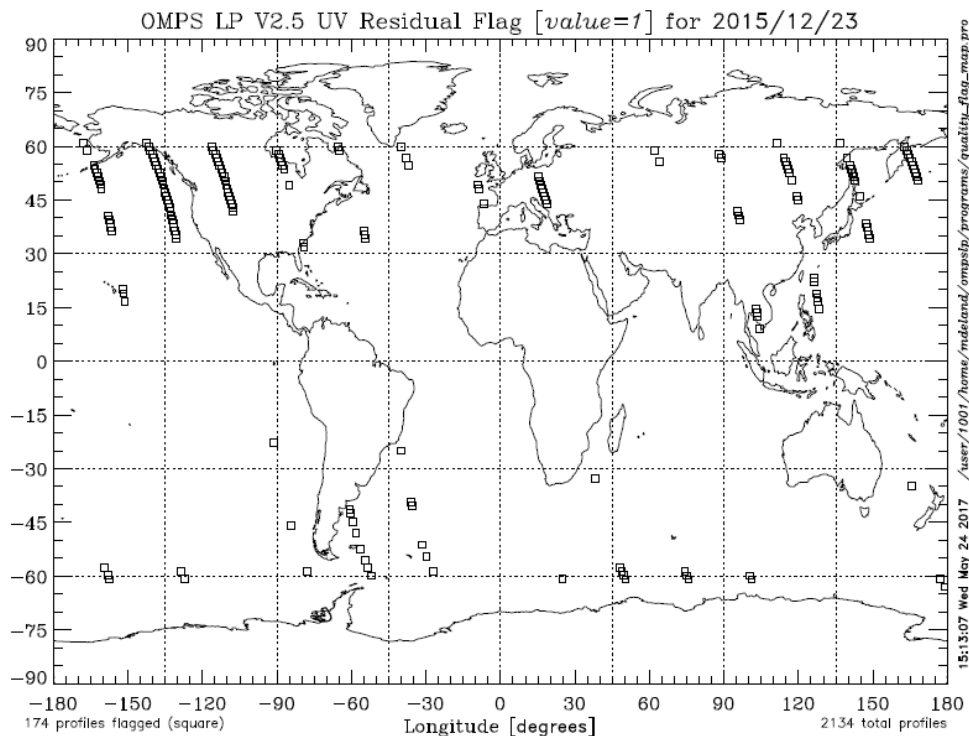 OMPS LP V2.5 UV Residual Flag [value=1] for 2015/12/23
90
75
60
45
30
15
0
−15
−30
−45
−60
−75
−90
−180 −150 −120 −90 −60 −30 0 30 60 90 120 150 180
174 profiles flagged (square)
Longitude [degrees]
2134 total profiles
15:13:07 Wed May 24 2017 /user/1001/home/mdeland/ompslp/programs/quality_flag_map.pro